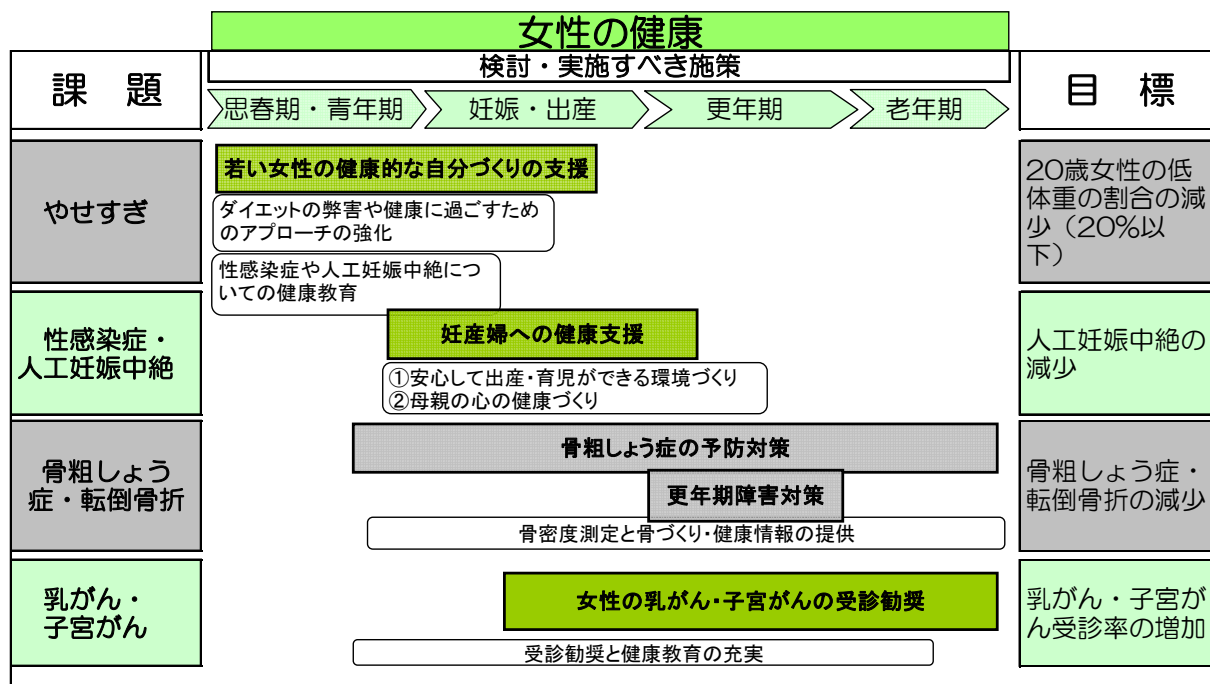 女性の健康
課　題
検討・実施すべき施策
目　標
思春期・青年期
妊娠・出産
更年期
老年期
やせすぎ
若い女性の健康的な自分づくりの支援
ダイエットの弊害や健康に過ごすため
のアプローチの強化
性感染症や人工妊娠中絶につ
いての健康教育
20歳女性の低
体重の割合の減
少（20%以
下）
性感染症・
人工妊娠中絶
妊産婦への健康支援
①安心して出産・育児ができる環境づくり
②母親の心の健康づくり
人工妊娠中絶の
減少
骨粗しょう
症・転倒骨折
骨粗しょう症の予防対策
更年期障害対策
骨密度測定と骨づくり・健康情報の提供
骨粗しょう症・
転倒骨折の減少
乳がん・
子宮がん
女性の乳がん・子宮がんの受診勧奨
受診勧奨と健康教育の充実
乳がん・子宮が
ん受診率の増加